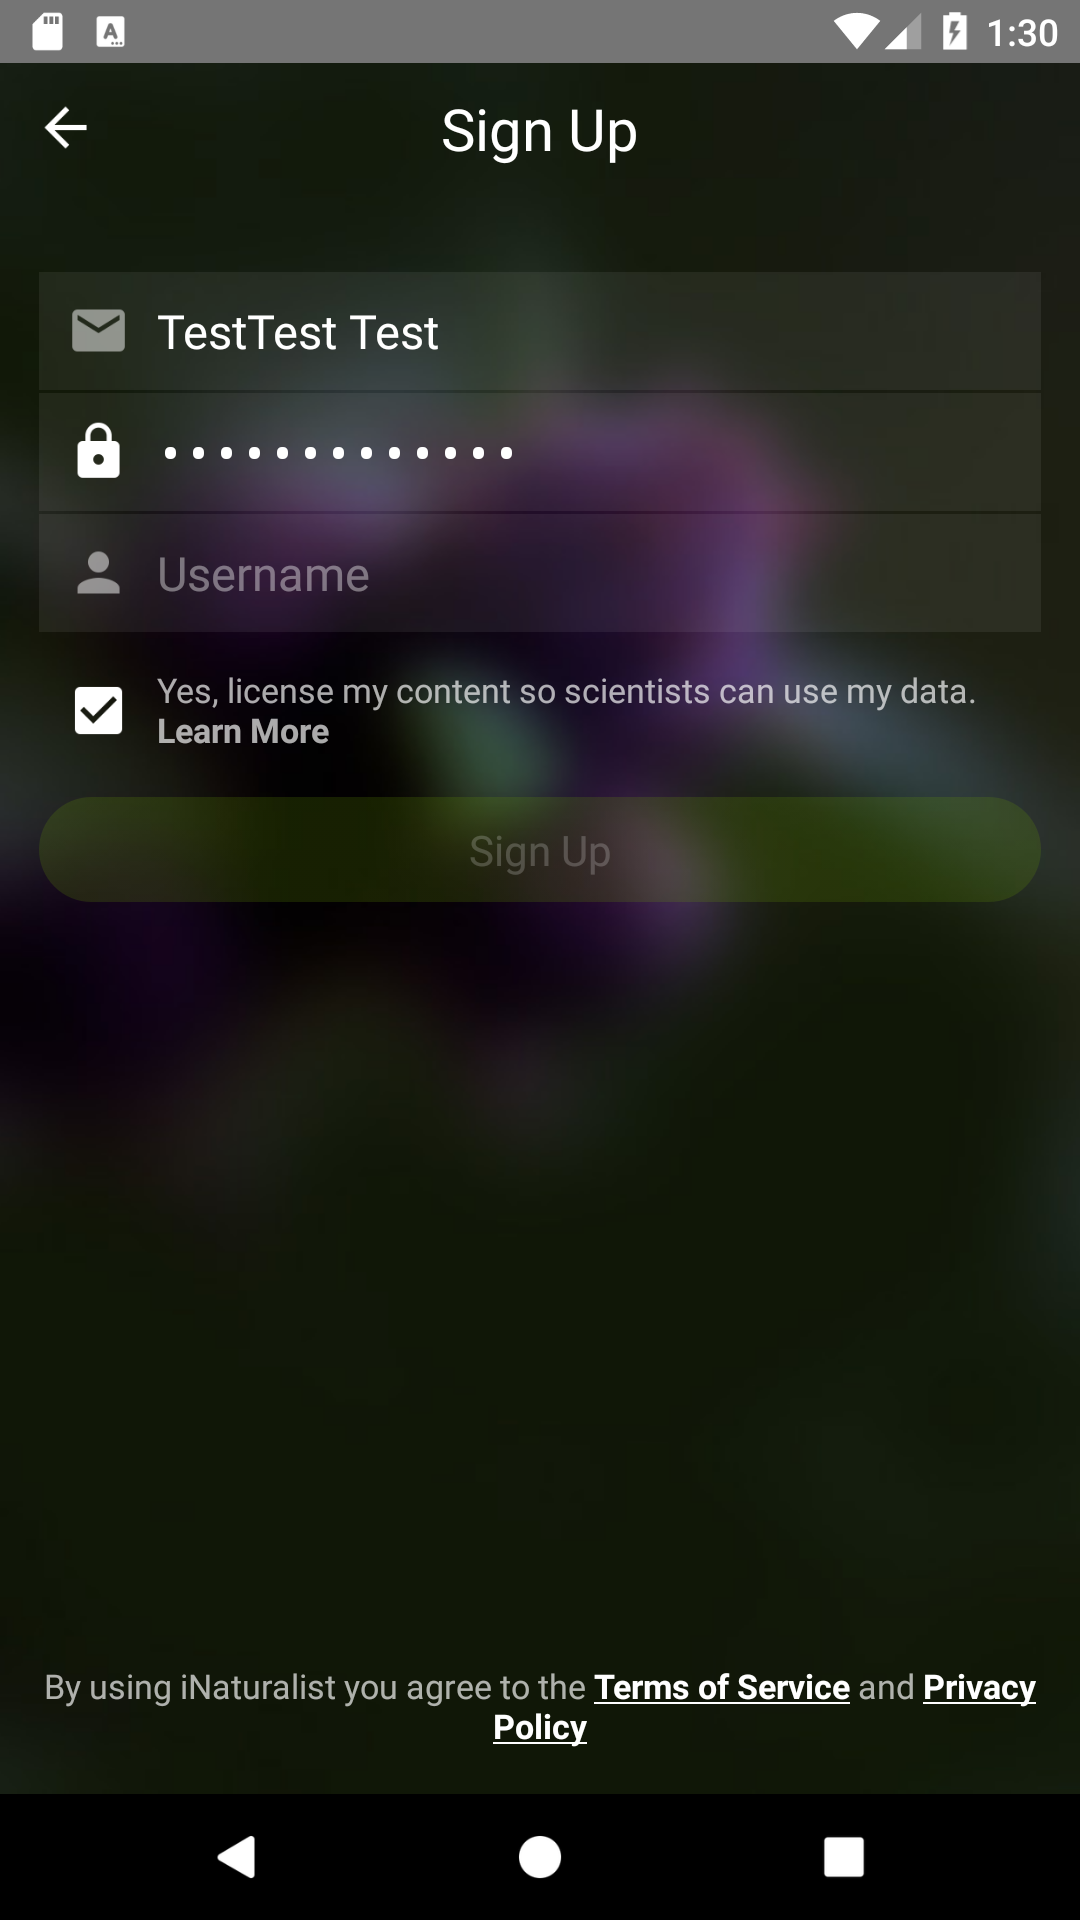 1:30
Sign Up
TestTest Test
•••••••••••••
Username
Yes, license my content so scientists can use my data.
Learn More
Sign Up
By using iNaturalist you agree to the Terms of Service and Privacy
Policy